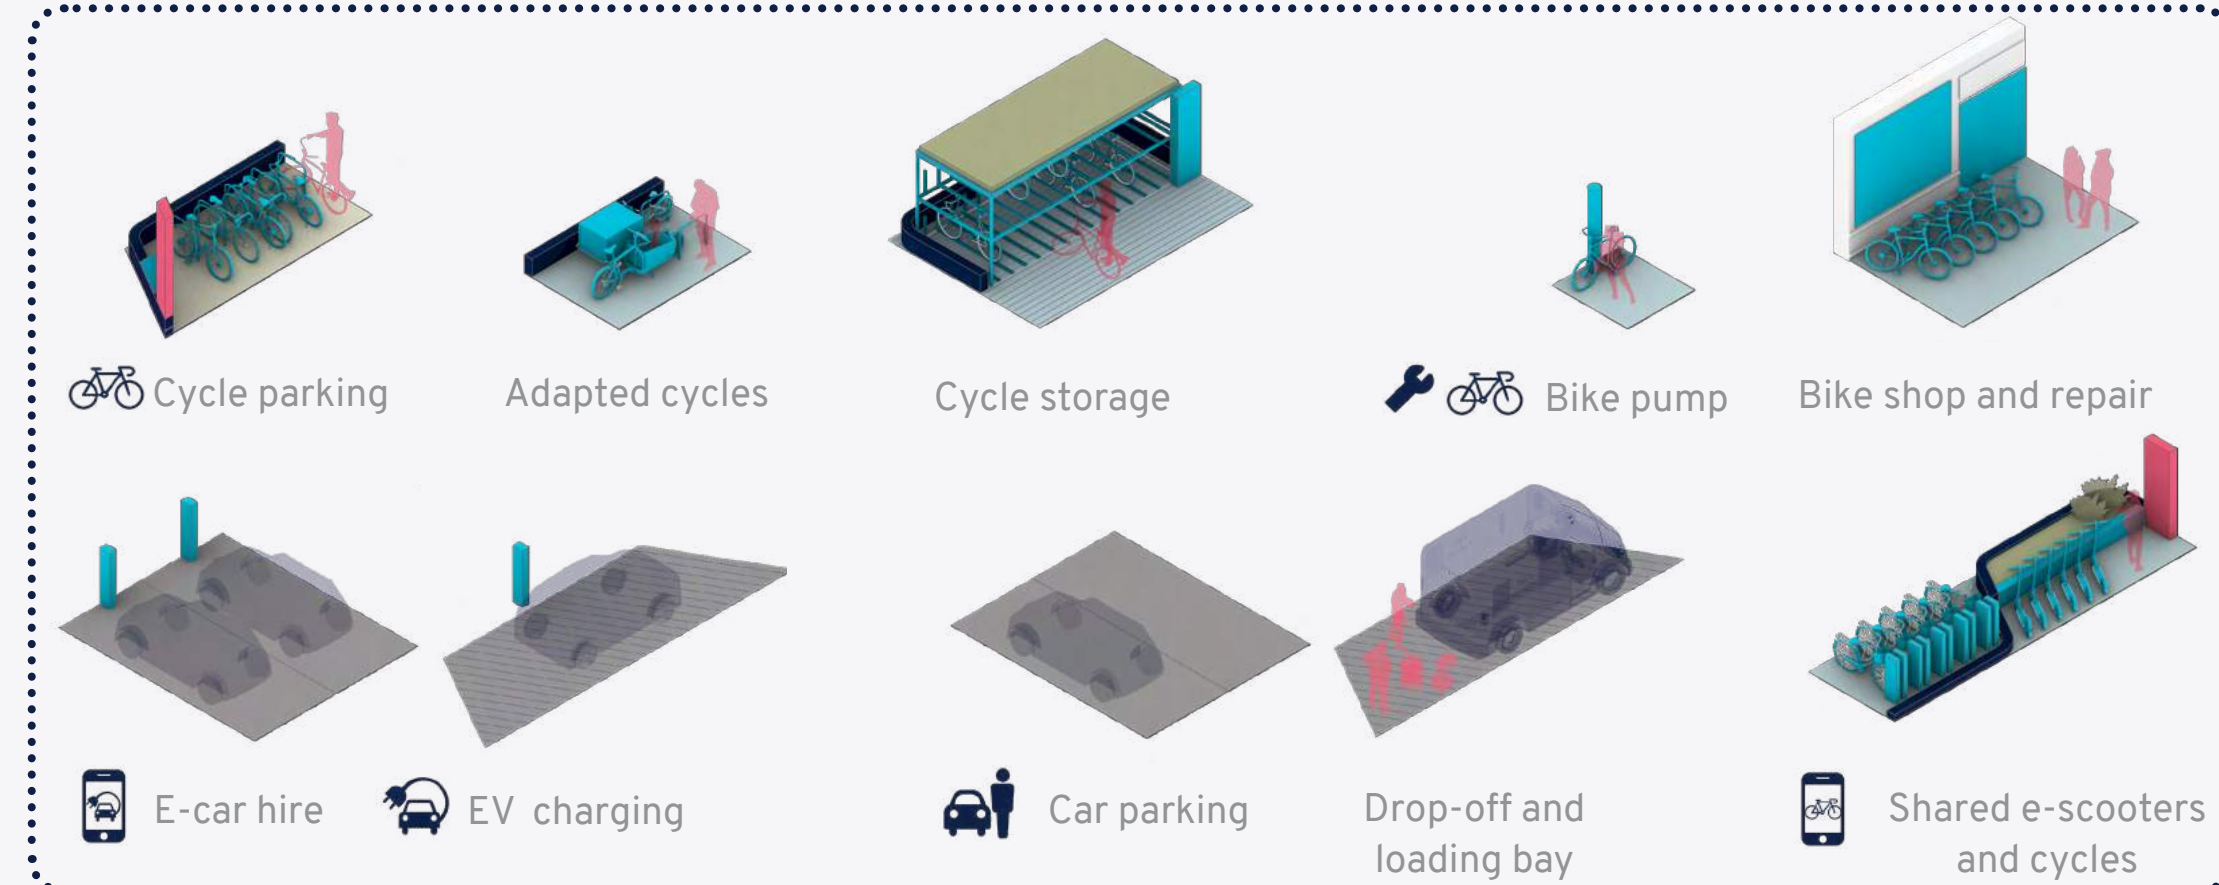 Cycle parking
Adapted cycles
Cycle storage
Bike pump
Bike shop and repair
E-car hire
EV charging
Car parking
Drop-off and
loading bay
Shared e-scooters
and cycles